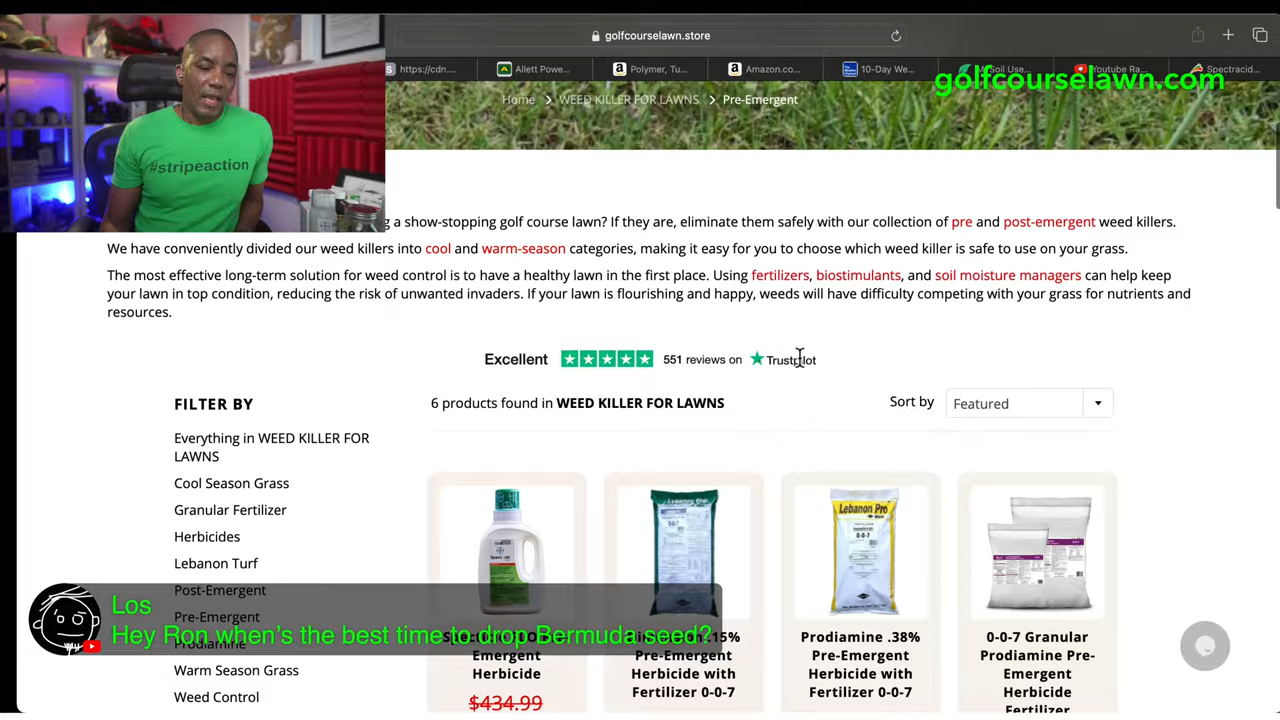 golfcourselawn.store
https://cdn....
Allett Powe...
Polymer, Tu...
Amazon.co...
10-Day We...
Soil Use...
Youtube Ra...
Spectracid...
golfcourselawn.com
Home
WEED KILLER FOR LAWNS
Pre-Emergent
#stripeaction
g a show-stopping golf course lawn? If they are, eliminate them safely with our collection of pre and post-emergent weed killers.
We have conveniently divided our weed killers into cool and warm-season categories, making it easy for you to choose which weed killer is safe to use on your grass.
The most effective long-term solution for weed control is to have a healthy lawn in the first place. Using fertilizers, biostimulants, and soil moisture managers can help keep
your lawn in top condition, reducing the risk of unwanted invaders. If your lawn is flourishing and happy, weeds will have difficulty competing with your grass for nutrients and
resources.
Excellent
551 reviews on
Trustpilot
FILTER BY
6 products found in WEED KILLER FOR LAWNS
Sort by
Featured
Everything in WEED KILLER FOR
LAWNS
Cool Season Grass
Granular Fertilizer
Herbicides
Lebanon Turf
Post-Emergent
Pre-Emergent
Prodiamine
Warm Season Grass
Weed Control
Lebanon Pro
0-0-7
Los
Hey Ron when's the best time to drop Bermuda seed?
Emergent
Herbicide
$434.99
.15%
Pre-Emergent
Herbicide with
Fertilizer 0-0-7
Prodiamine .38%
Pre-Emergent
Herbicide with
Fertilizer 0-0-7
0-0-7 Granular
Prodiamine Pre-
Emergent
Herbicide
Fertilizer